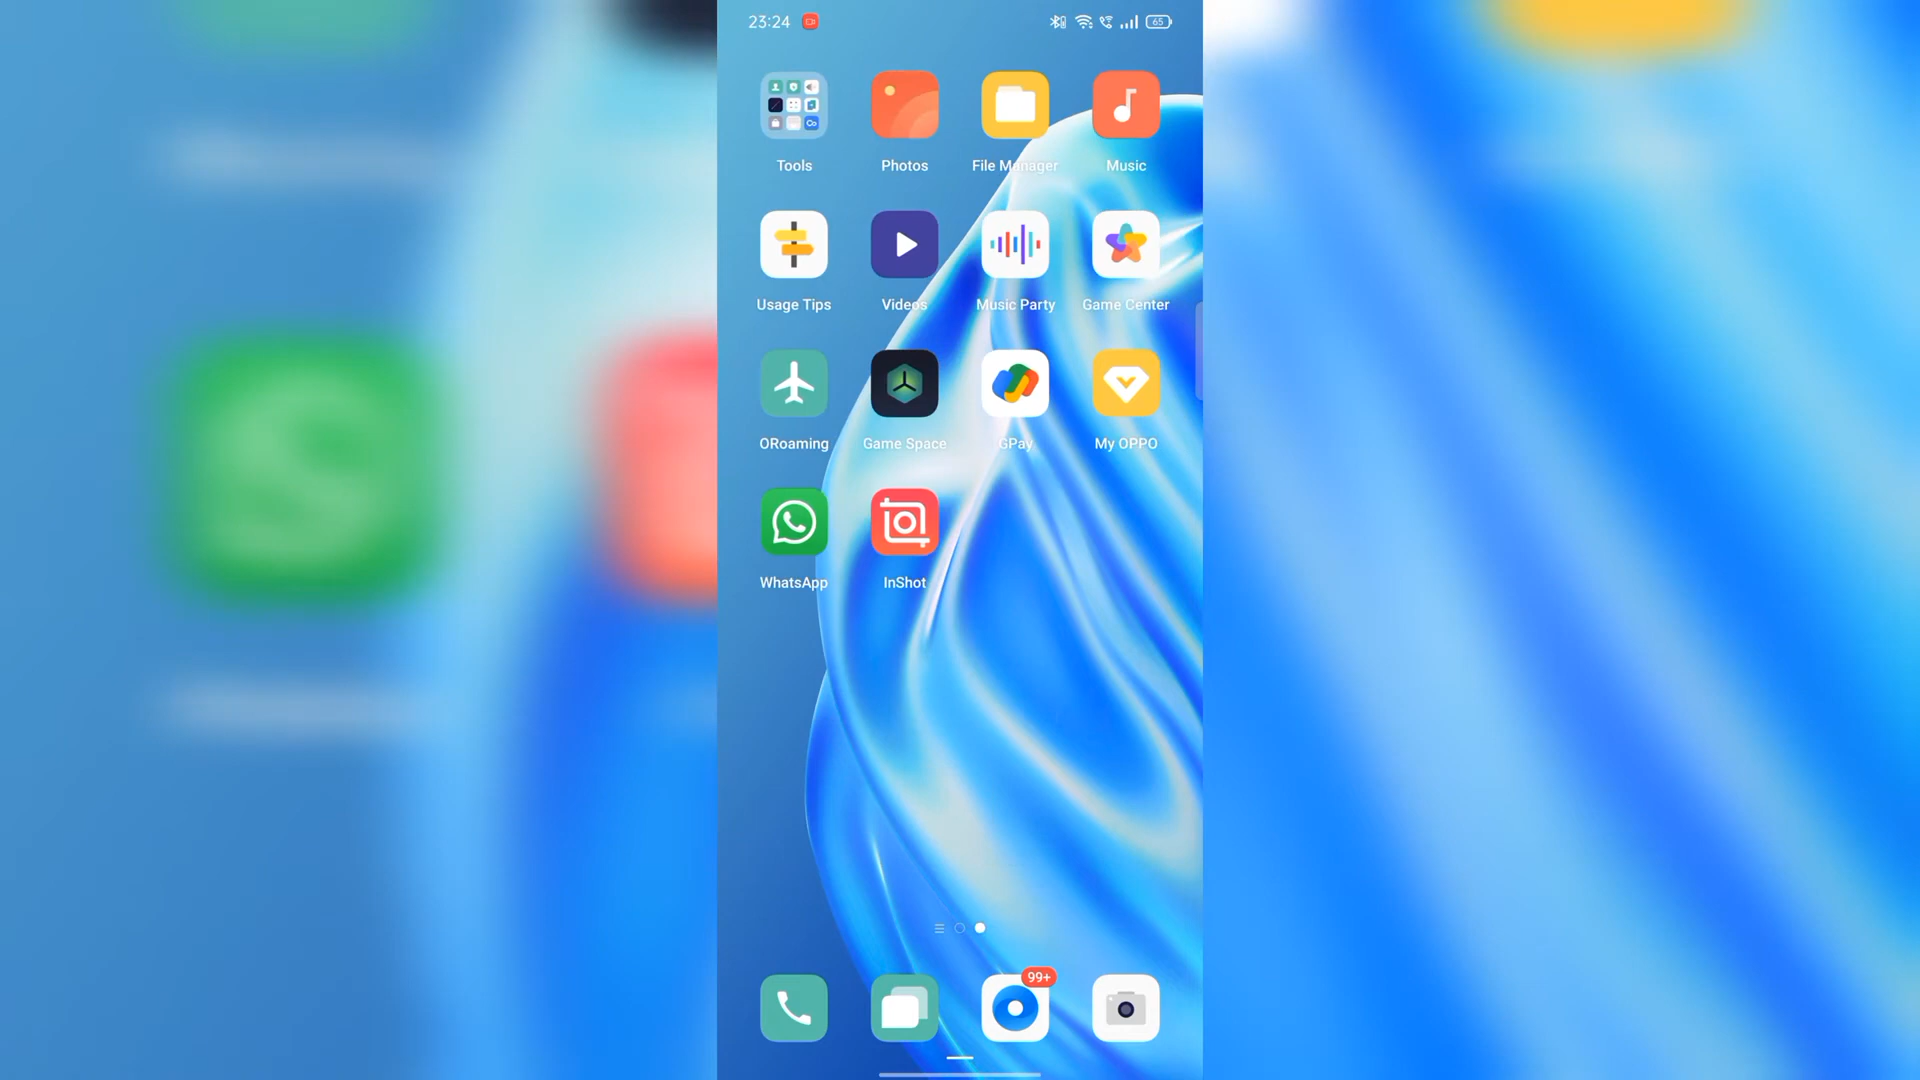 23:24
65
Tools Photos File Manager Music
Usage Tips Videos Music Party Game Center
ORoaming Game Space GPay My OPPO
WhatsApp InShot
99+